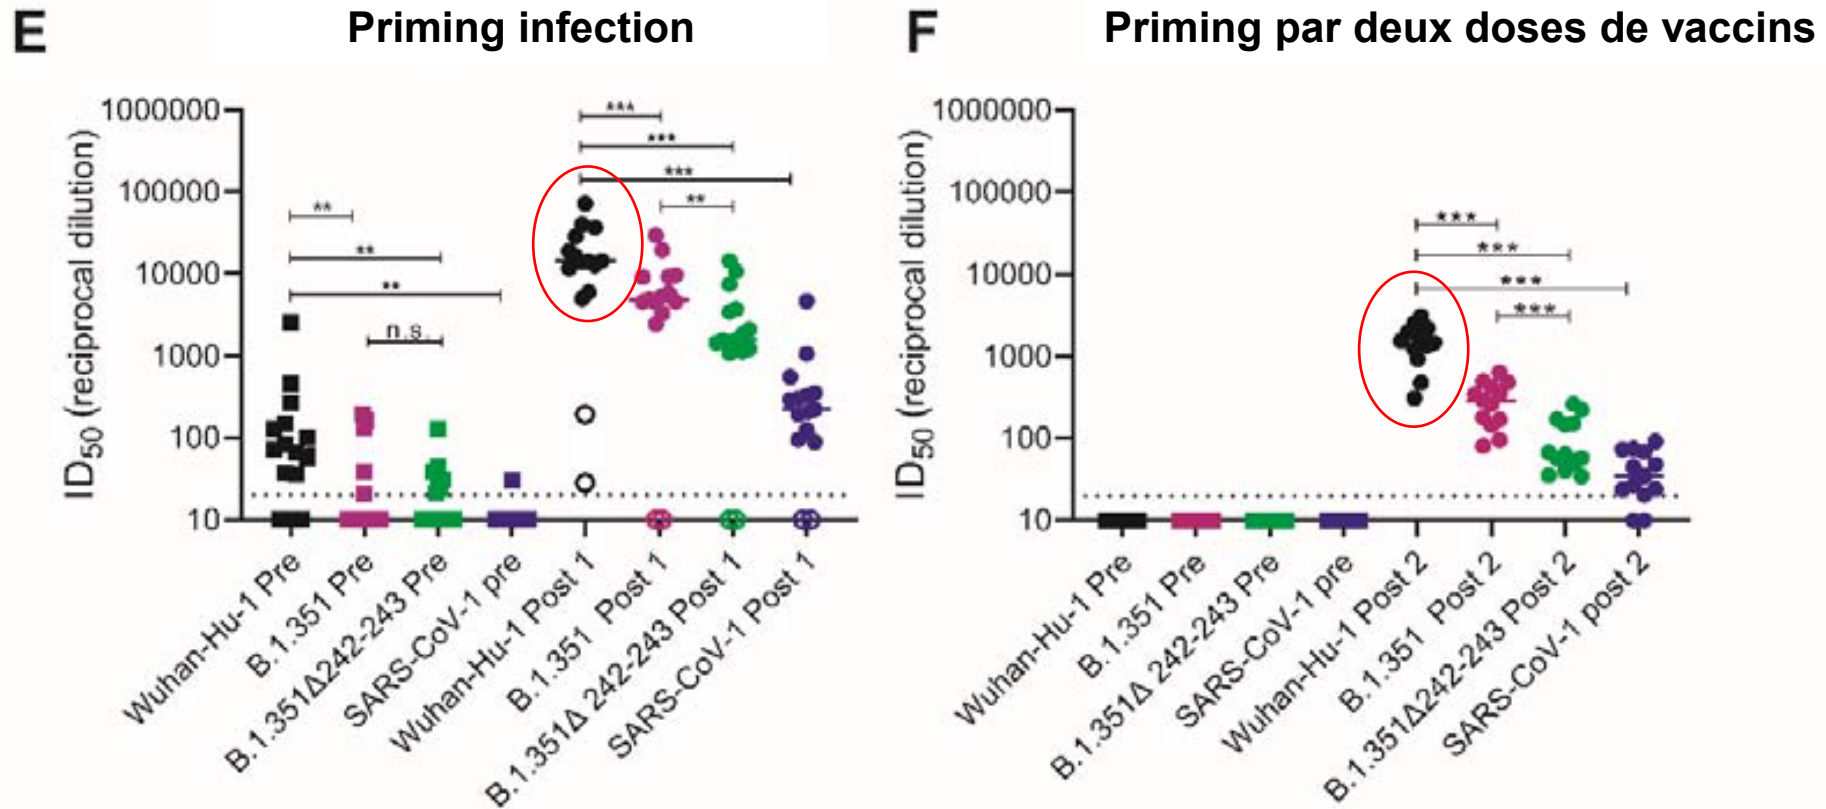 E
Priming infection
ID50 (reciprocal dilution)
1000000
100000
10000
1000
100
10
***
***
***
**
**
**
**
n.s.
Wuhan-Hu-1 Pre
B.1.351 Pre
B.1.351Δ242-243 Pre
SARS-CoV-1 pre
Wuhan-Hu-1 Post 1
B.1.351 Post 1
B.1.351Δ 242-243 Post 1
SARS-CoV-1 Post 1
F
Priming par deux doses de vaccins
ID50 (reciprocal dilution)
1000000
100000
10000
1000
100
10
***
***
***
***
Wuhan-Hu-1 Pre
B.1.351 Pre
B.1.351Δ 242-243 Pre
SARS-CoV-1 pre
Wuhan-Hu-1 Post 2
B.1.351 Post 2
B.1.351Δ242-243 Post 2
SARS-CoV-1 post 2